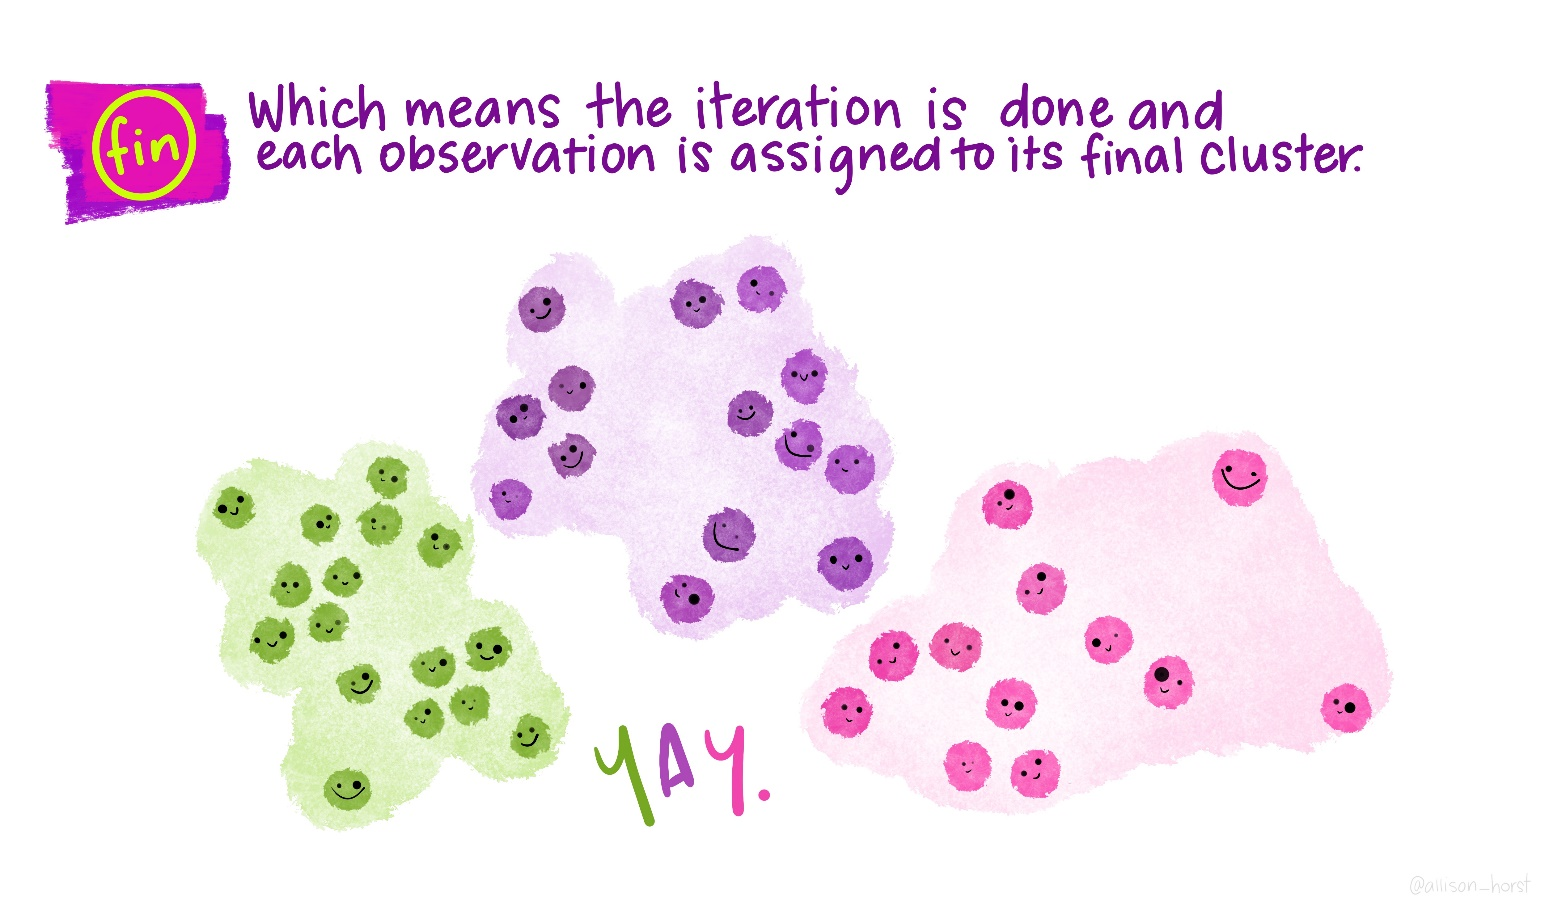 fin
Which means the iteration is done and
each observation is assigned to its final cluster.
YAY.
@allison_horst